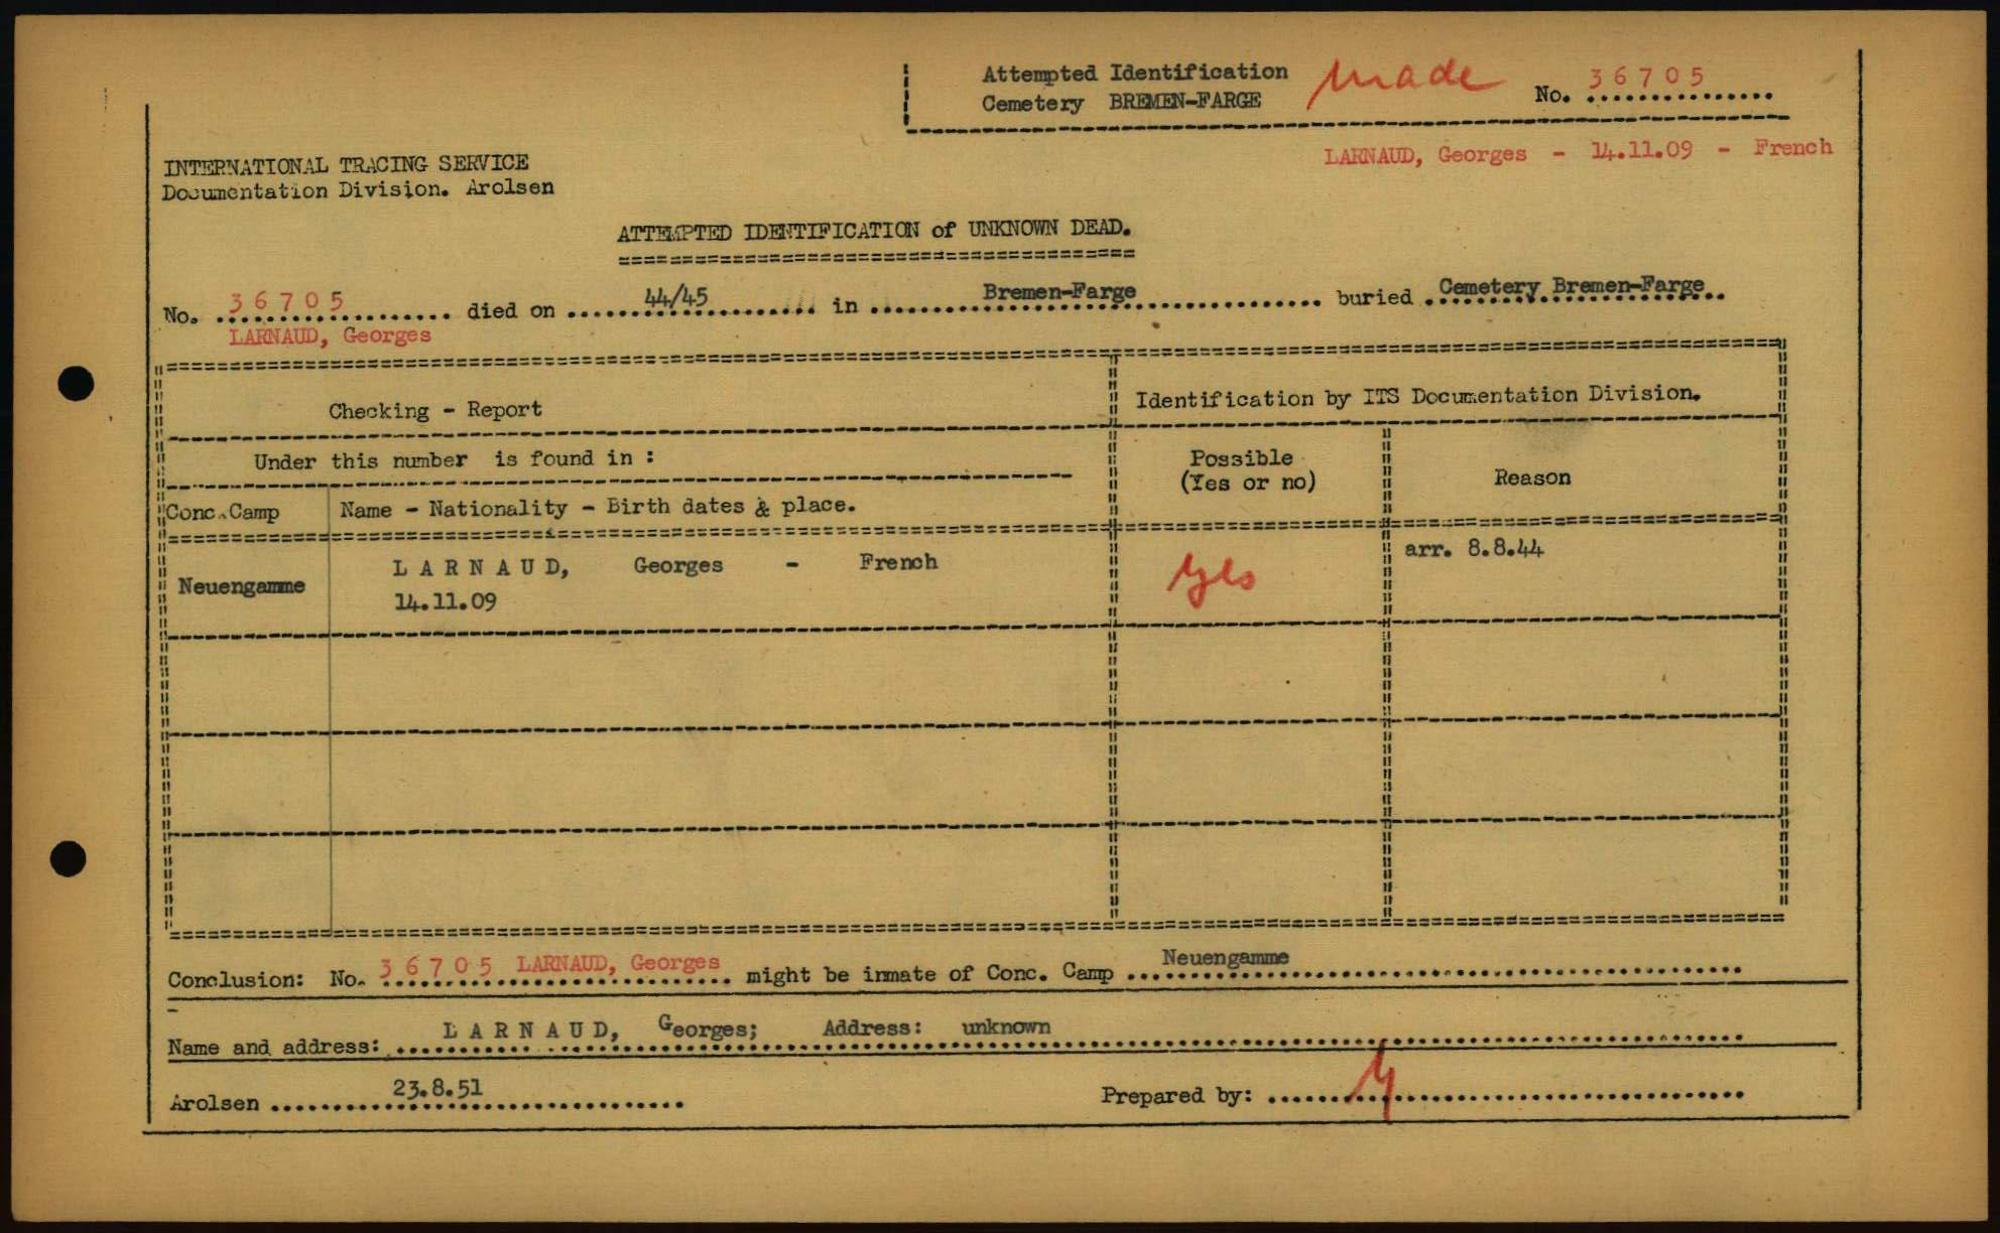 Attempted Identification made No. 36705
Cemetery BREMEN-FARGE
LARNAUD, Georges - 14.11.09 - French
INTERNATIONAL TRACING SERVICE
Documentation Division. Arolsen
ATTEMPTED IDENTIFICATION of UNKNOWN DEAD.
No. 36705 died on 44/45 in Bremen-Farge buried Cemetery Bremen-Farge
LARNAUD, Georges
Checking - Report
Identification by ITS Documentation Division.
Under this number is found in :
Possible
(Yes or no)
Reason
Conc.Camp
Name - Nationality - Birth dates & place.
Neuengamme
LARNAUD, Georges - French
14.11.09
yes
arr. 8.8.44
Conclusion: No. 36705 LARNAUD, Georges might be inmate of Conc. Camp Neuengamme
Name and address: LARNAUD, Georges; Address: unknown
Arolsen 23.8.51
Prepared by: